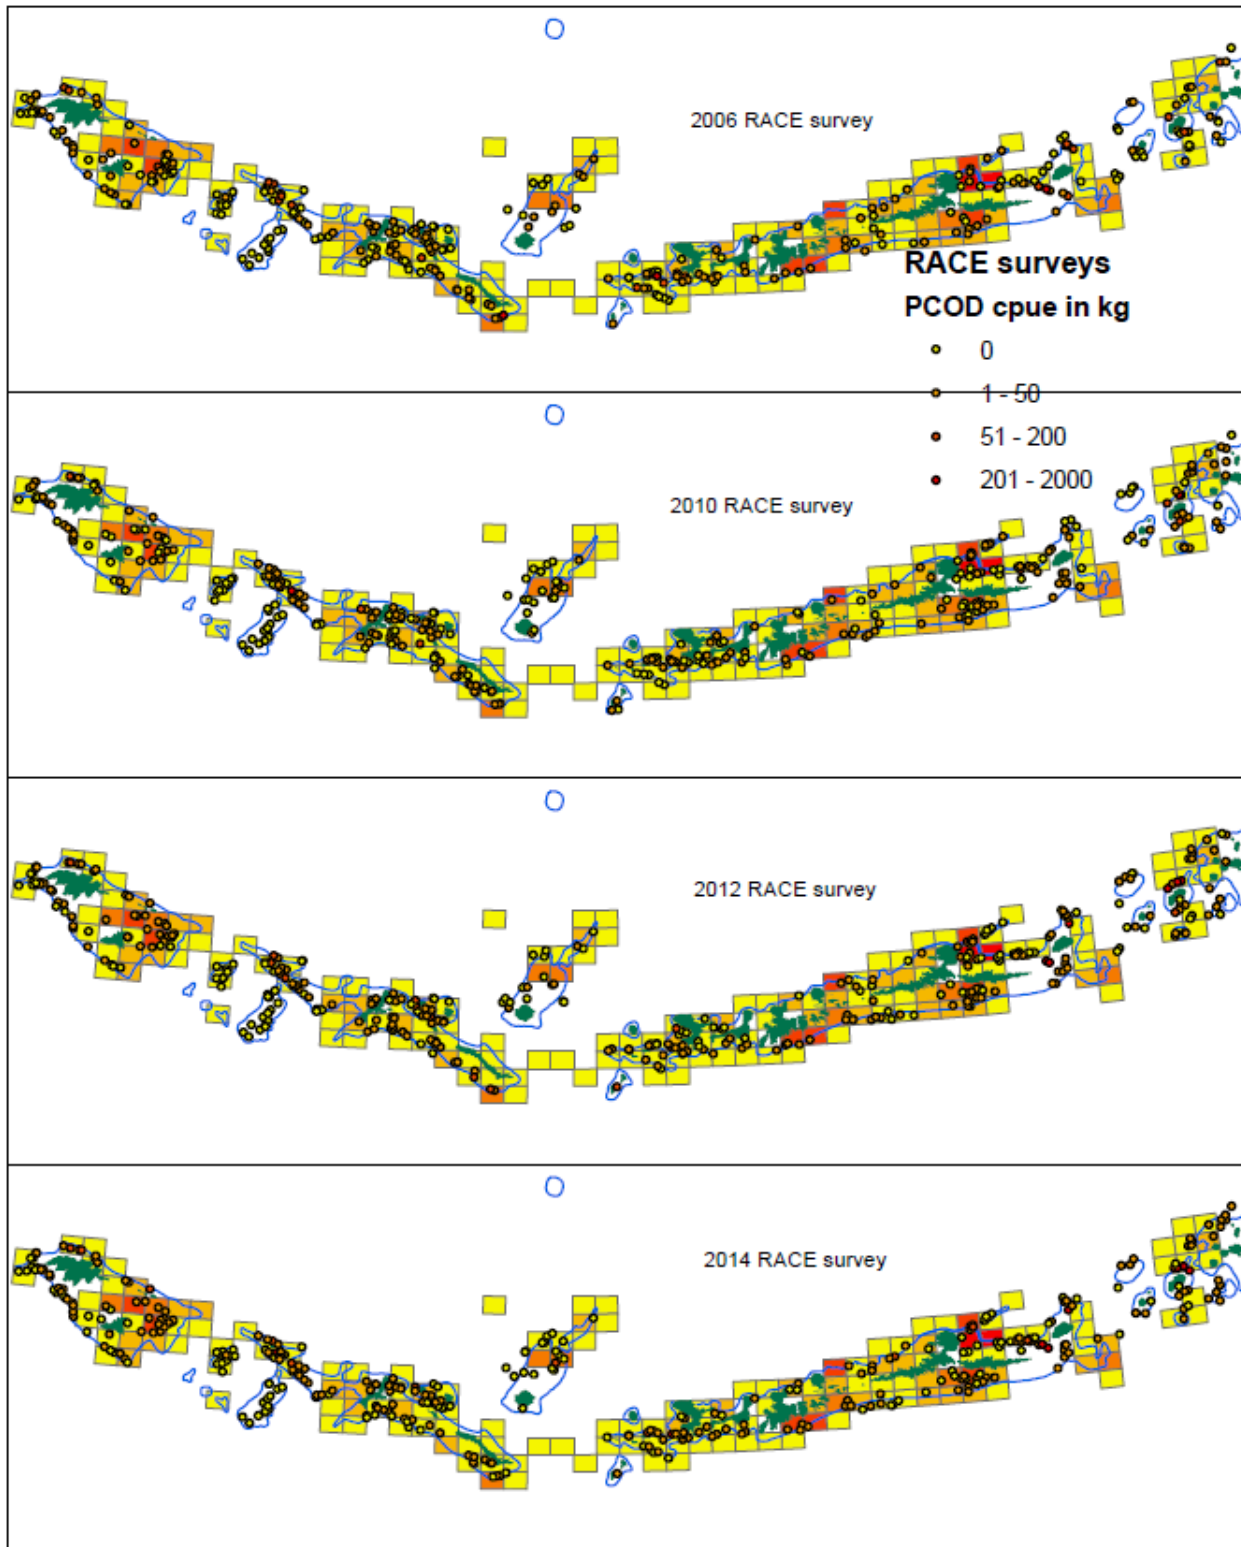 2006 RACE survey
RACE surveys
PCOD cpue in kg
0
1 - 50
51 - 200
201 - 2000
2010 RACE survey
2012 RACE survey
2014 RACE survey